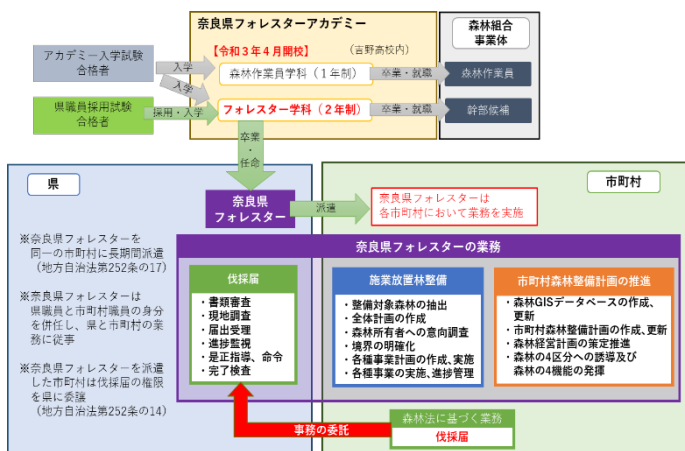 奈良県フォレスターアカデミー
【令和３年４月開校】
（吉野高校内）
森林組合
事業体
アカデミー入学試験
合格者
入学
森林作業員学科（１年制）
卒業・就職
森林作業員
入学
県職員採用試験
合格者
採用・入学
フォレスター学科（２年制）
卒業・就職
幹部候補
卒業
・
任命
県
市町村
奈良県
フォレスター
派遣
奈良県フォレスターは
各市町村において業務を実施
※奈良県フォレスターを
同一の市町村に長期間派遣
（地方自治法第252条の17）
※奈良県フォレスターは
県職員と市町村職員の身分
を併任し、県と市町村の業
務に従事
※奈良県フォレスターを派遣
した市町村は伐採届の権限
を県に委譲
（地方自治法第252条の14）
奈良県フォレスターの業務
伐採届
・書類審査
・現地調査
・届出受理
・進捗監視
・是正指導、命令
・完了検査
施業放置林整備
・整備対象森林の抽出
・全体計画の作成
・森林所有者への意向調査
・境界の明確化
・各種事業計画の作成、実施
・各種事業の実施、進捗管理
市町村森林整備計画の推進
・森林GISデータベースの作成、
更新
・市町村森林整備計画の作成、更新
・森林経営計画の策定推進
・森林の4区分への誘導及び
森林の4機能の発揮
事務の委託
森林法に基づく業務
伐採届